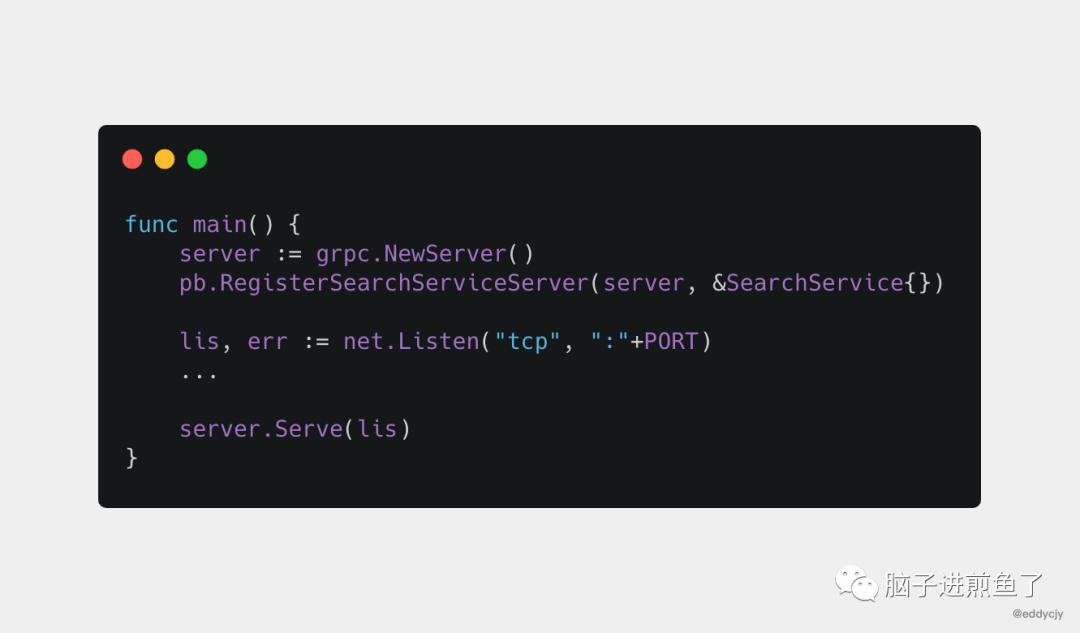 func main() {
    server := grpc.NewServer()
    pb.RegisterSearchServiceServer(server, &SearchService{})

    lis, err := net.Listen("tcp", ":"+PORT)
    ...

    server.Serve(lis)
}
脑子进煎鱼了
@eddycjy